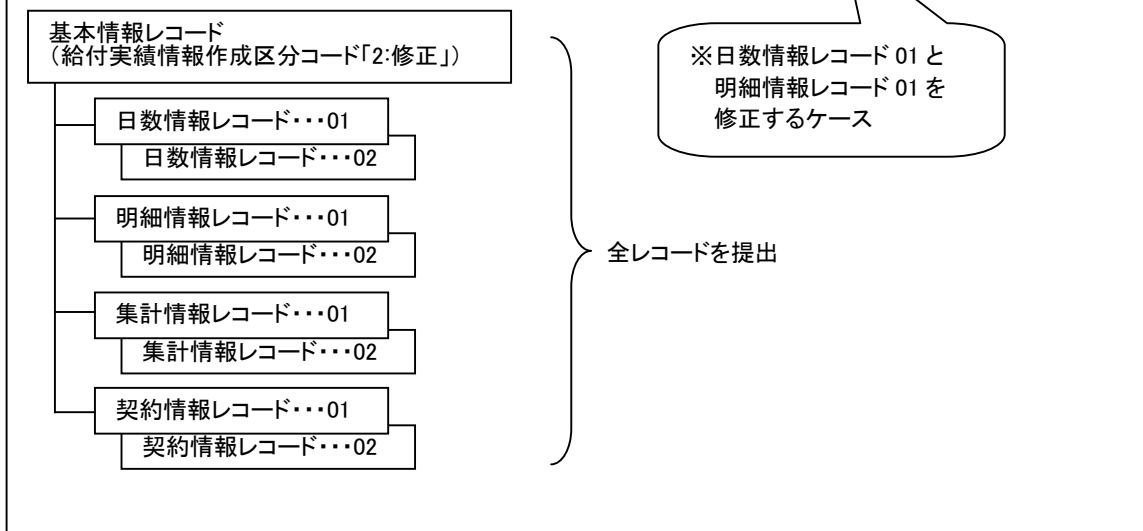 基本情報レコード
（給付実績情報作成区分コード「2:修正」）
※日数情報レコード 01 と
明細情報レコード 01 を
修正するケース
日数情報レコード・・・01
日数情報レコード・・・02
明細情報レコード・・・01
明細情報レコード・・・02
全レコードを提出
集計情報レコード・・・01
集計情報レコード・・・02
契約情報レコード・・・01
契約情報レコード・・・02